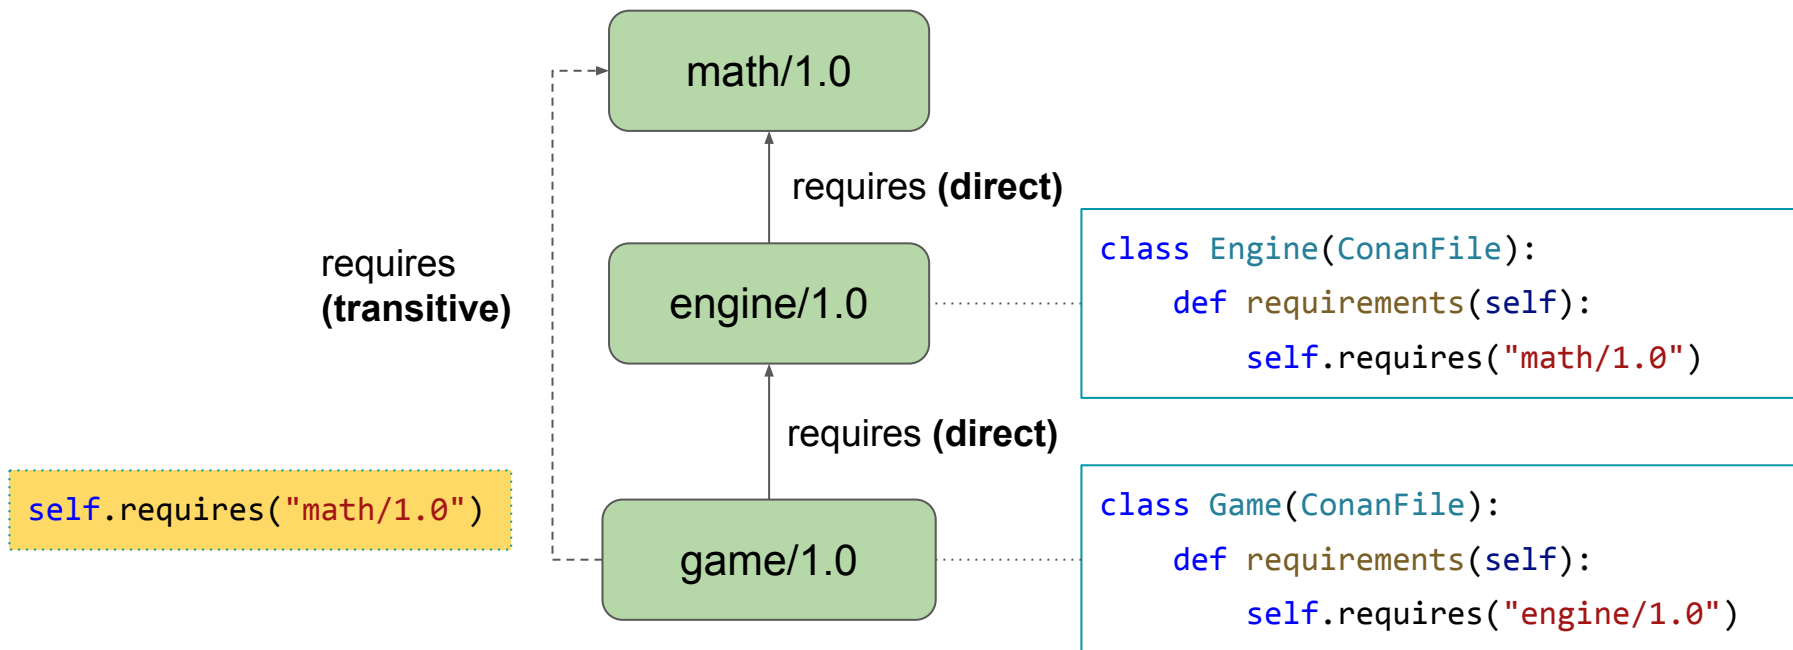 math/1.0
requires (direct)
requires
(transitive)
engine/1.0
class Engine(ConanFile):
    def requirements(self):
        self.requires("math/1.0")
requires (direct)
self.requires("math/1.0")
game/1.0
class Game(ConanFile):
    def requirements(self):
        self.requires("engine/1.0")